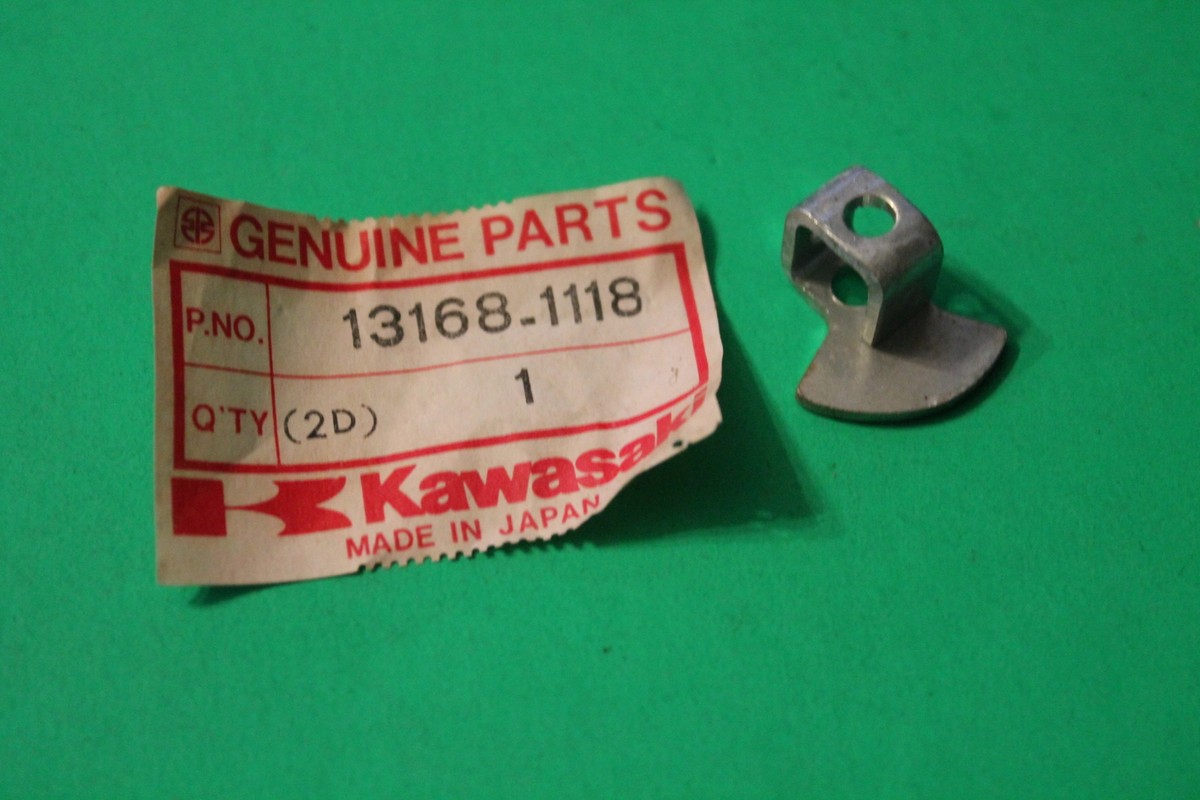 GENUINE PARTS
P.NO. 13168-1118
Q'TY (2D) 1
Kawasaki
MADE IN JAPAN